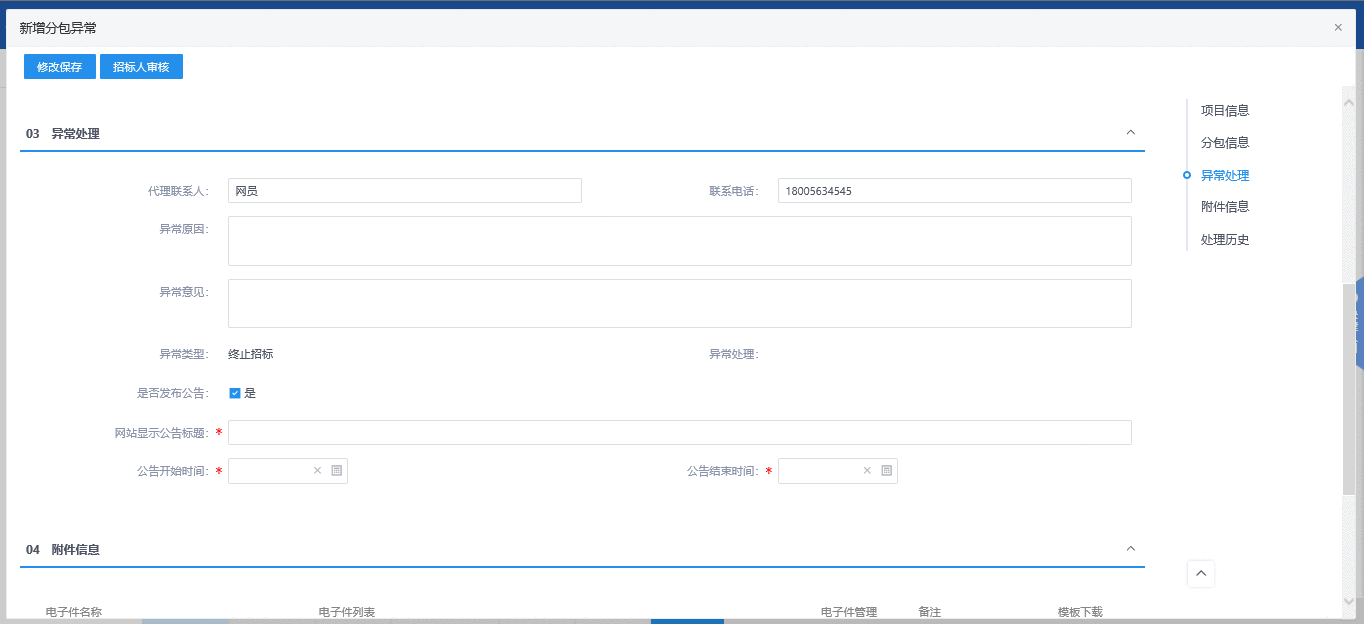 新增分包异常
修改保存 招标人审核
03 异常处理
代理联系人： 网员 联系电话： 18005634545
异常原因：
异常意见：
异常类型： 终止招标 异常处理：
是否发布公告： 是
网站显示公告标题： *
公告开始时间： * 公告结束时间： *
04 附件信息
电子件名称 电子件列表 电子件管理 备注 模板下载
项目信息
分包信息
异常处理
附件信息
处理历史